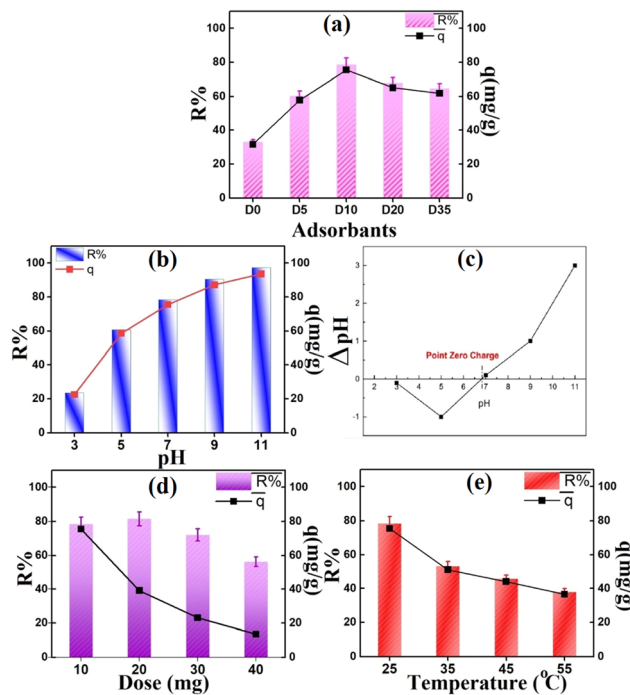 (a)
R%
q
100
80
60
40
20
0
R%
100
80
60
40
20
0
q(mg/g)
D0 D5 D10 D20 D35
Adsorbants
(b)
R%
q
100
80
60
40
20
0
R%
100
80
60
40
20
0
q(mg/g)
3 5 7 9 11
pH
(c)
3
2
1
0
-1
ΔpH
Point Zero Charge
2 3 4 5 6 7 8 9 10 11
pH
(d)
R%
q
100
80
60
40
20
0
R%
100
80
60
40
20
0
q(mg/g)
10 20 30 40
Dose (mg)
(e)
R%
q
100
80
60
40
20
0
R%
100
80
60
40
20
0
q(mg/g)
25 35 45 55
Temperature (⁰C)